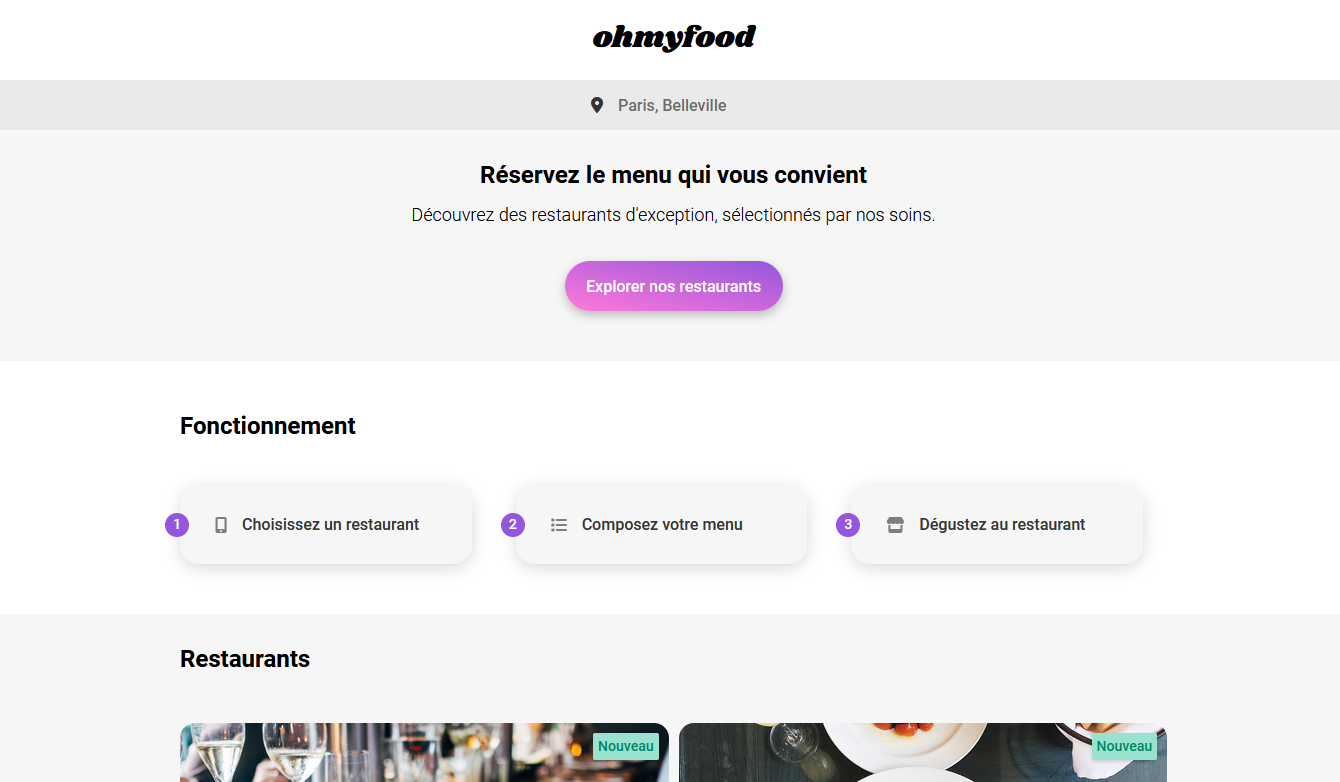 ohmyfood
Paris, Belleville
Réservez le menu qui vous convient
Découvrez des restaurants d'exception, sélectionnés par nos soins.
Explorer nos restaurants
Fonctionnement
1 Choisissez un restaurant
2 Composez votre menu
3 Dégustez au restaurant
Restaurants
Nouveau
Nouveau